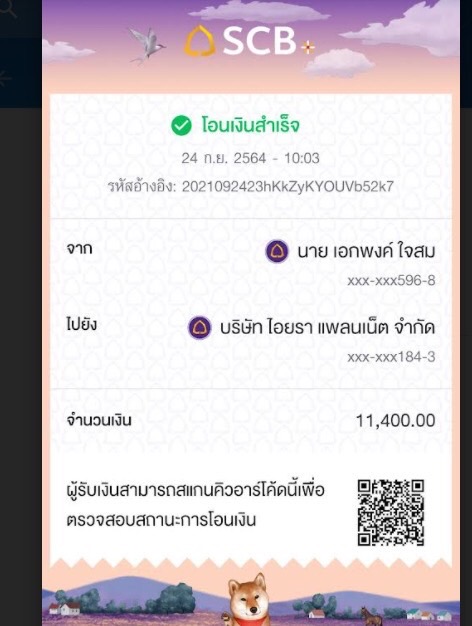 SCB
โอนเงินสำเร็จ
24 ก.ย. 2564 - 10:03
รหัสอ้างอิง: 2021092423hKkZyKYOUVb52k7
จาก
นาย เอกพงค์ ใจสม
xxx-xxx596-8
ไปยัง
บริษัท ไอยรา แพลนเน็ต จำกัด
xxx-xxx184-3
จำนวนเงิน
11,400.00
ผู้รับเงินสามารถสแกนคิวอาร์โค้ดนี้เพื่อ
ตรวจสอบสถานะการโอนเงิน